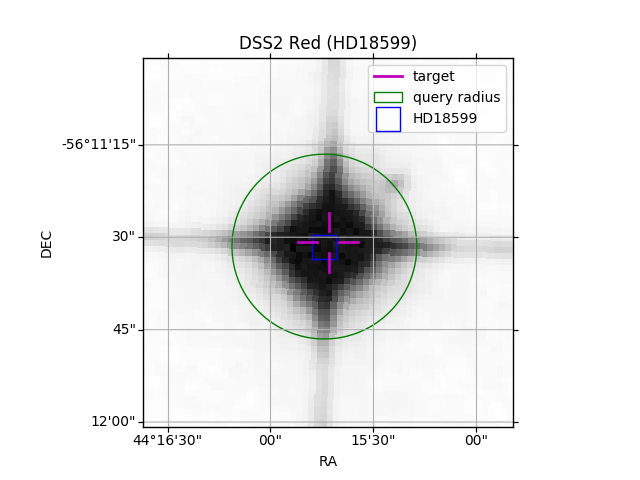 DSS2 Red (HD18599)
target
query radius
HD18599
-56°11'15"
30"
45"
12'00"
44°16'30"
00"
15'30"
00"
RA
DEC